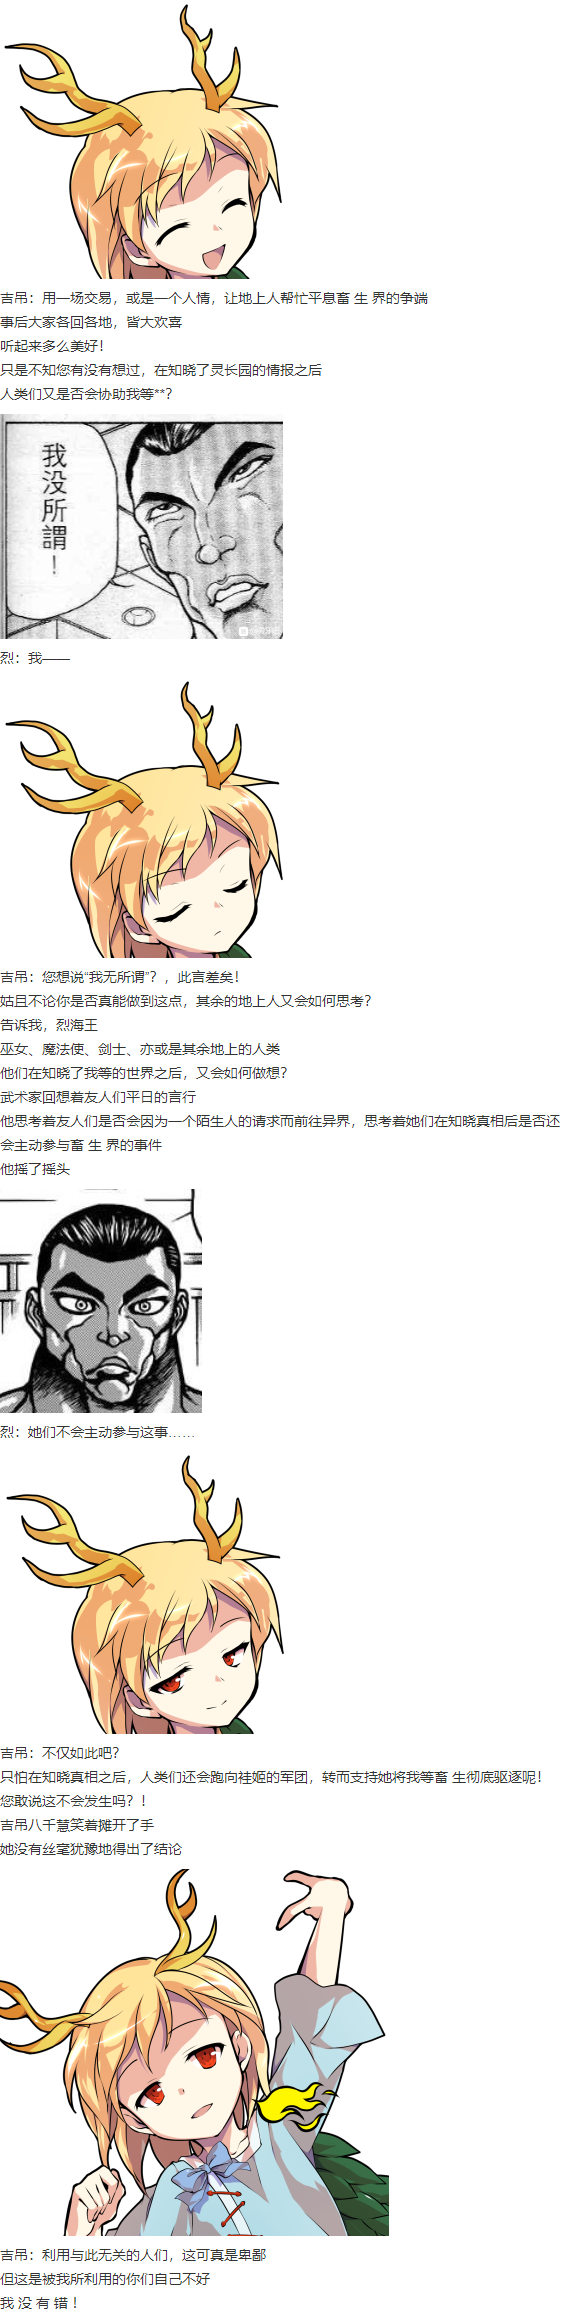 吉吊：用一场交易，或是一个人情，让地上人帮忙平息畜 生 界的争端
事后大家各回各地，皆大欢喜
听起来多么美好！
只是不知您有没有想过，在知晓了灵长园的情报之后
人类们又是否会协助我等**？
我没所謂！
烈：我——
吉吊：您想说“我无所谓”？，此言差矣！
姑且不论你是否真能做到这点，其余的地上人又会如何思考？
告诉我，烈海王
巫女、魔法使、剑士、亦或是其余地上的人类
他们在知晓了我等的世界之后，又会如何做想？
武术家回想着友人们平日的言行
他思考着友人们是否会因为一个陌生人的请求而前往异界，思考着她们在知晓真相后是否还
会主动参与畜 生 界的事件
他摇了摇头
烈：她们不会主动参与这事……
吉吊：不仅如此吧？
只怕在知晓真相之后，人类们还会跑向袿姬的军团，转而支持她将我等畜 生彻底驱逐呢！
您敢说这不会发生吗？！
吉吊八千慧笑着摊开了手
她没有丝毫犹豫地得出了结论
吉吊：利用与此无关的人们，这可真是卑鄙
但这是被我所利用的你们自己不好
我 没 有 错 ！